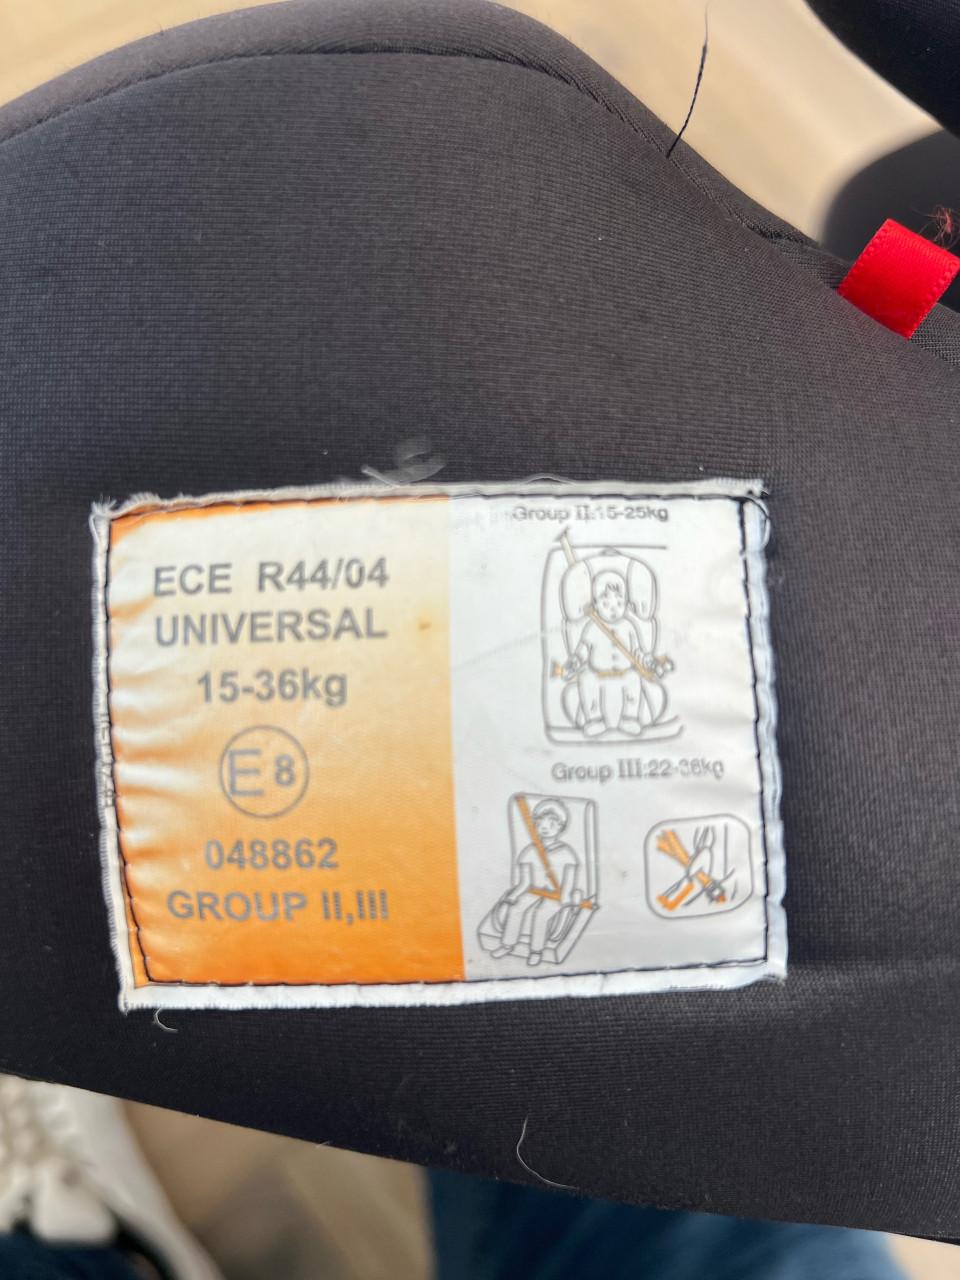 ECE R44/04
UNIVERSAL
15-36kg
E8
048862
GROUP II,III
Group II:15-25kg
Group III:22-36kg